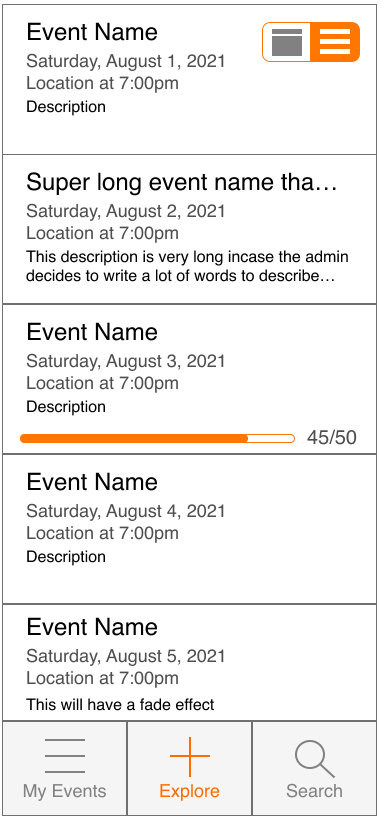 Event Name
Saturday, August 1, 2021
Location at 7:00pm
Description
Super long event name tha…
Saturday, August 2, 2021
Location at 7:00pm
This description is very long incase the admin
decides to write a lot of words to describe…
Event Name
Saturday, August 3, 2021
Location at 7:00pm
Description
45/50
Event Name
Saturday, August 4, 2021
Location at 7:00pm
Description
Event Name
Saturday, August 5, 2021
Location at 7:00pm
This will have a fade effect
My Events
Explore
Search